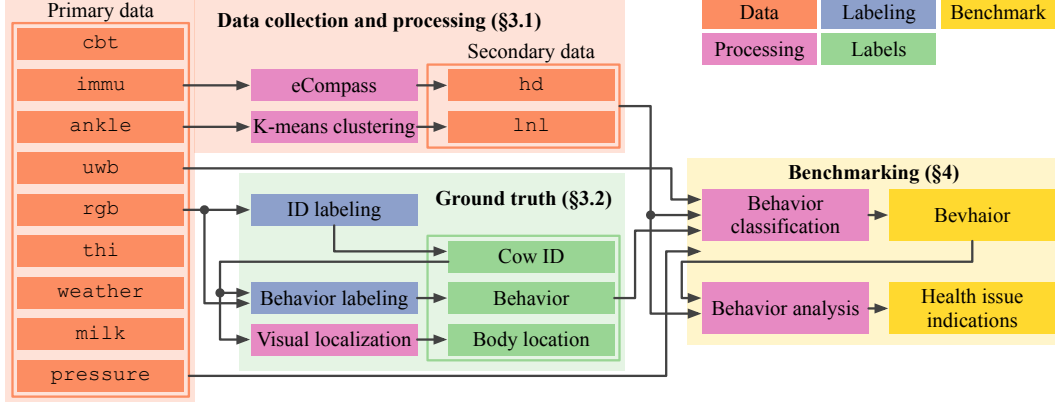 Primary data
cbt
immu
ankle
uwb
rgb
thi
weather
milk
pressure
Data collection and processing (§3.1)
eCompass
K-means clustering
Secondary data
hd
lnl
Ground truth (§3.2)
ID labeling
Cow ID
Behavior labeling
Behavior
Visual localization
Body location
Data
Labeling
Benchmark
Processing
Labels
Benchmarking (§4)
Behavior
classification
Bevhaior
Behavior analysis
Health issue
indications